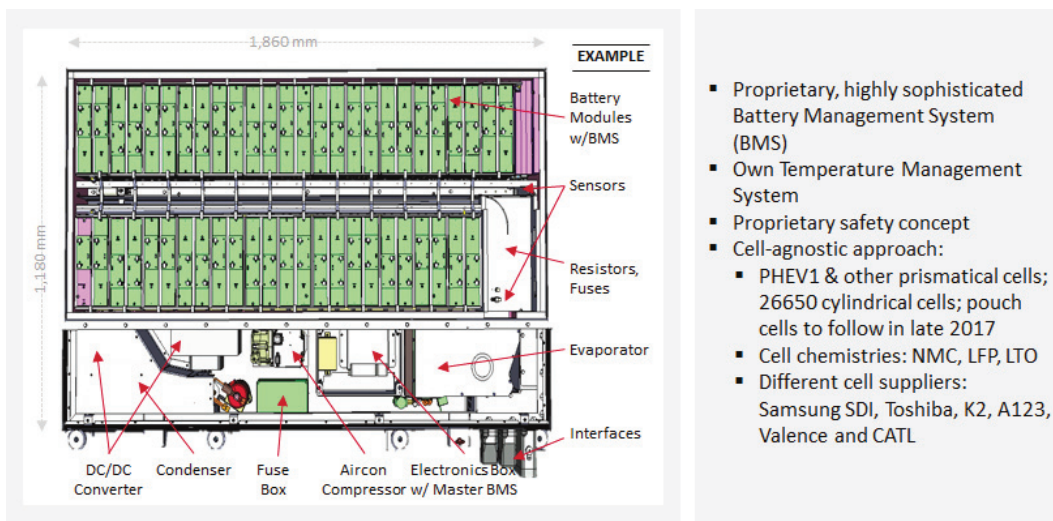 1,860 mm
EXAMPLE
1,180 mm
Battery
Modules
w/BMS
Sensors
Resistors,
Fuses
Evaporator
Interfaces
DC/DC
Converter
Condenser
Fuse
Box
Aircon
Compressor
Electronics Box
w/ Master BMS
▪ Proprietary, highly sophisticated
Battery Management System
(BMS)
▪ Own Temperature Management
System
▪ Proprietary safety concept
▪ Cell-agnostic approach:
▪ PHEV1 & other prismatical cells;
26650 cylindrical cells; pouch
cells to follow in late 2017
▪ Cell chemistries: NMC, LFP, LTO
▪ Different cell suppliers:
Samsung SDI, Toshiba, K2, A123,
Valence and CATL